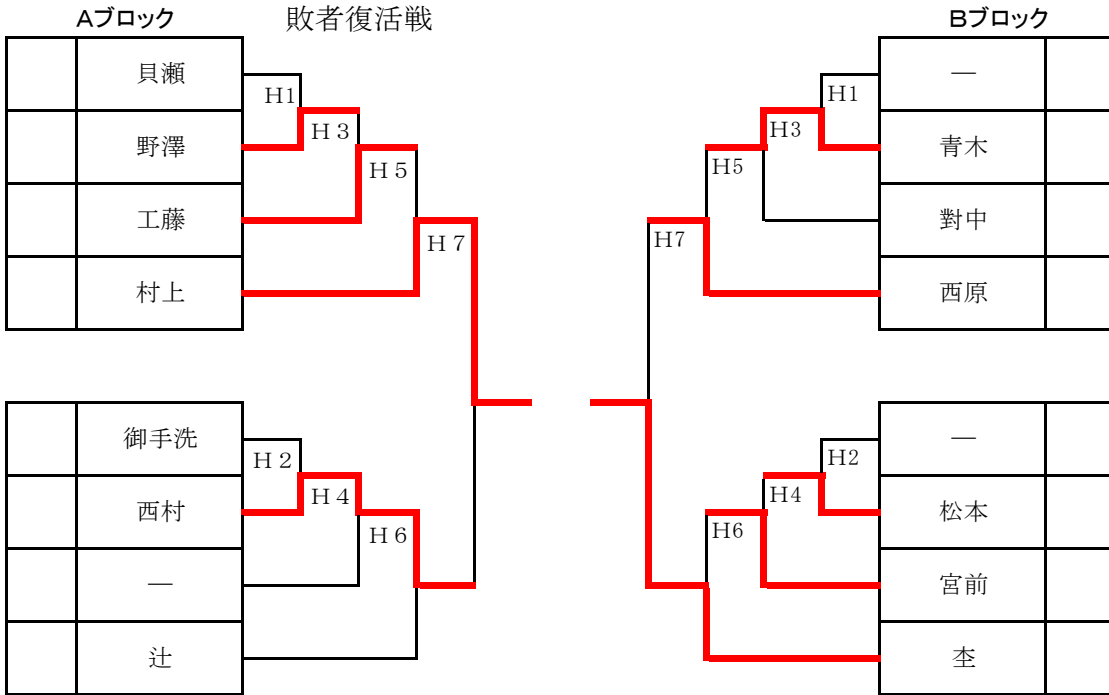 Aブロック
敗者復活戦
Bブロック
貝瀬
H1
野澤
H３
工藤
H５
村上
H７
御手洗
H２
西村
H４
―
H６
辻
―
H1
青木
H3
對中
H5
西原
H7
―
H2
松本
H4
宮前
H6
杢